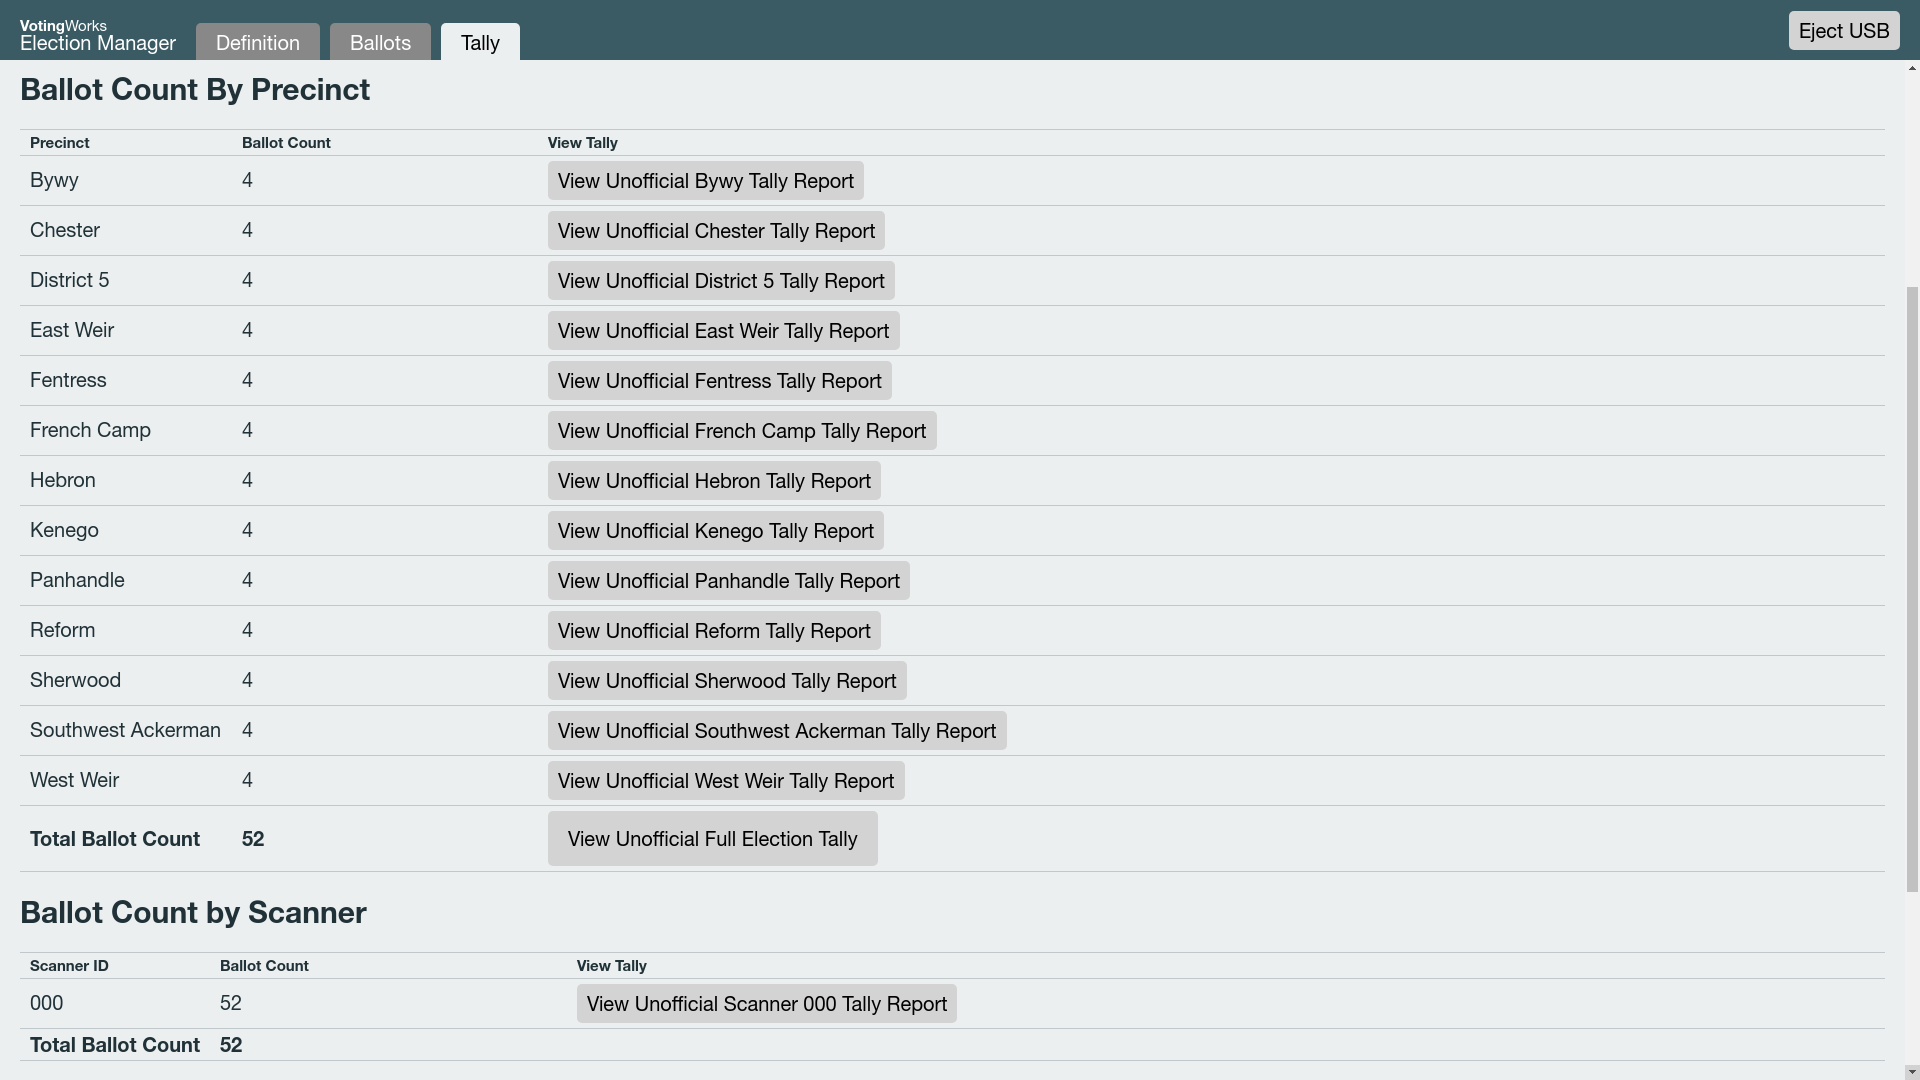 VotingWorks
Election Manager
Definition
Ballots
Tally
Eject USB
Ballot Count By Precinct
Precinct Ballot Count View Tally
Bywy 4 View Unofficial Bywy Tally Report
Chester 4 View Unofficial Chester Tally Report
District 5 4 View Unofficial District 5 Tally Report
East Weir 4 View Unofficial East Weir Tally Report
Fentress 4 View Unofficial Fentress Tally Report
French Camp 4 View Unofficial French Camp Tally Report
Hebron 4 View Unofficial Hebron Tally Report
Kenego 4 View Unofficial Kenego Tally Report
Panhandle 4 View Unofficial Panhandle Tally Report
Reform 4 View Unofficial Reform Tally Report
Sherwood 4 View Unofficial Sherwood Tally Report
Southwest Ackerman 4 View Unofficial Southwest Ackerman Tally Report
West Weir 4 View Unofficial West Weir Tally Report
Total Ballot Count 52 View Unofficial Full Election Tally
Ballot Count by Scanner
Scanner ID Ballot Count View Tally
000 52 View Unofficial Scanner 000 Tally Report
Total Ballot Count 52